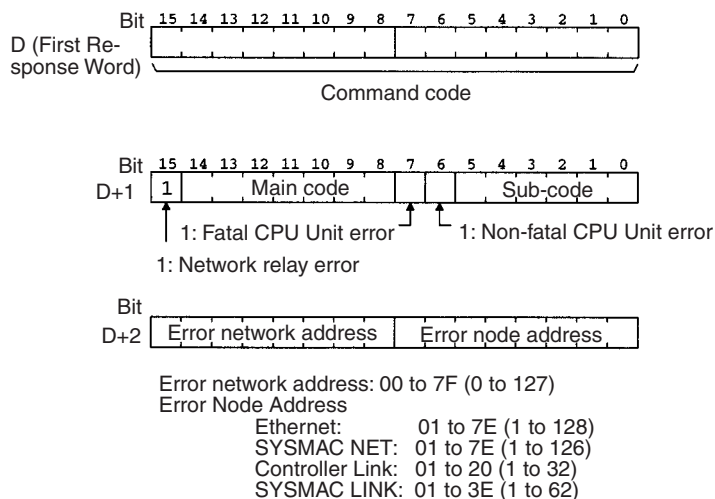 Bit 15 14 13 12 11 10 9 8 7 6 5 4 3 2 1 0
D (First Re-
sponse Word)
Command code
Bit 15 14 13 12 11 10 9 8 7 6 5 4 3 2 1 0
D+1 1 Main code Sub-code
1: Fatal CPU Unit error 1: Non-fatal CPU Unit error
1: Network relay error
Bit
D+2 Error network address Error node address
Error network address: 00 to 7F (0 to 127)
Error Node Address
Ethernet: 01 to 7E (1 to 128)
SYSMAC NET: 01 to 7E (1 to 126)
Controller Link: 01 to 20 (1 to 32)
SYSMAC LINK: 01 to 3E (1 to 62)